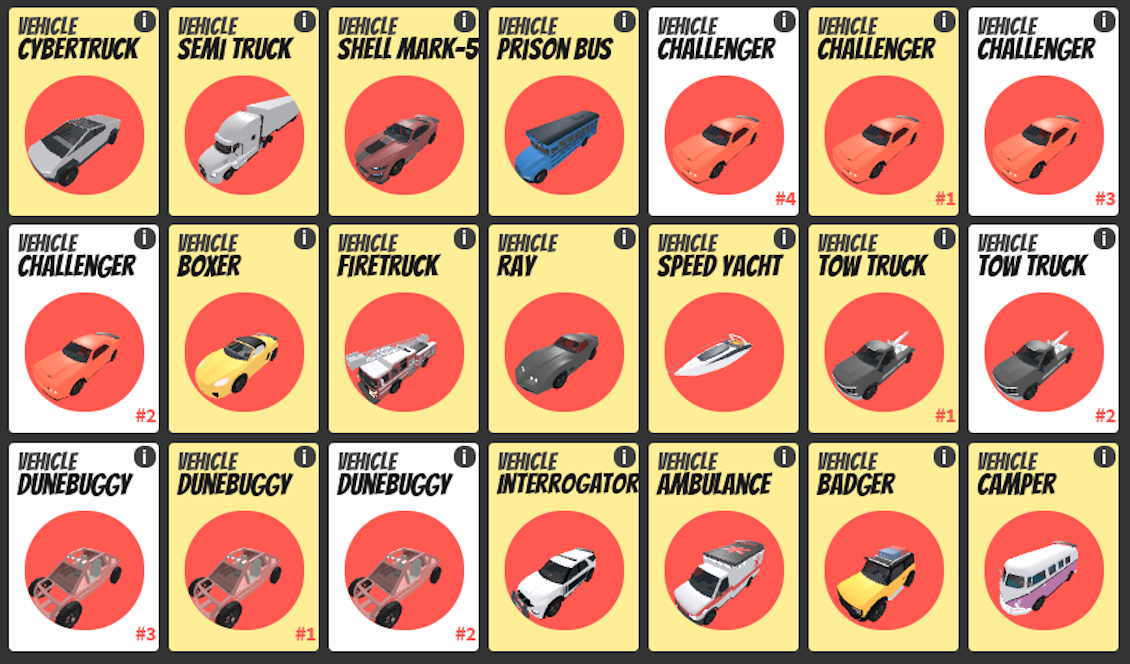 VEHICLE
CYBERTRUCK
i
VEHICLE
SEMI TRUCK
i
VEHICLE
SHELL MARK-5
i
VEHICLE
PRISON BUS
i
VEHICLE
CHALLENGER
i
#4
VEHICLE
CHALLENGER
i
#1
VEHICLE
CHALLENGER
i
#3
VEHICLE
CHALLENGER
i
#2
VEHICLE
BOXER
i
VEHICLE
FIRETRUCK
i
VEHICLE
RAY
i
VEHICLE
SPEED YACHT
i
VEHICLE
TOW TRUCK
i
#1
VEHICLE
TOW TRUCK
i
#2
VEHICLE
DUNEBUGGY
i
#3
VEHICLE
DUNEBUGGY
i
#1
VEHICLE
DUNEBUGGY
i
#2
VEHICLE
INTERROGATOR
i
VEHICLE
AMBULANCE
i
VEHICLE
BADGER
i
VEHICLE
CAMPER
i